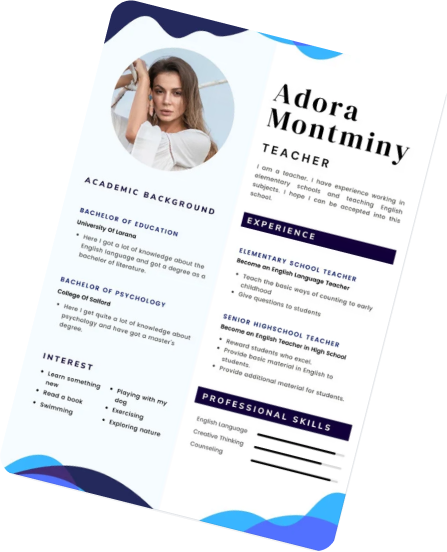 Adora
Montminy
TEACHER
I am a teacher. I have experience working in
elementary schools and teaching English
subjects. I hope I can be accepted into this
school.
ACADEMIC BACKGROUND
BACHELOR OF EDUCATION
University Of Larana
Here I got a lot of knowledge about the
English language and got a degree as a
bachelor of literature.
BACHELOR OF PSYCHOLOGY
College Of Salford
Here I get quite a lot of knowledge about
psychology and have got a master's
degree.
INTEREST
Learn something
new
Read a book
Swimming
Playing with my
dog
Exercising
Exploring nature
EXPERIENCE
ELEMENTARY SCHOOL TEACHER
Become an English Language Teacher
Teach the basic ways of counting to early
childhood
Give questions to students
SENIOR HIGHSCHOOL TEACHER
Become an English Teacher in High School
Reward students who excel.
Provide basic material in English to
students.
Provide additional material for students.
PROFESSIONAL SKILLS
English Language
Creative Thinking
Counseling